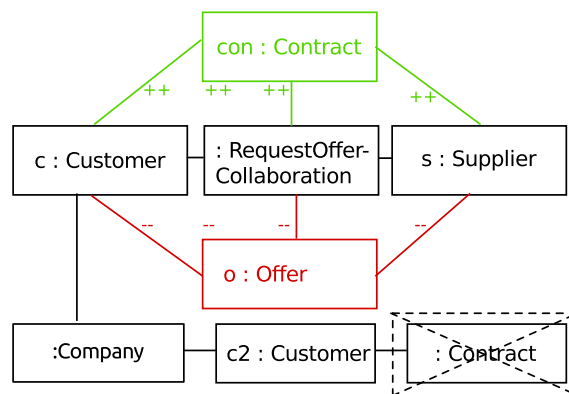 con : Contract
++ ++ ++ ++
c : Customer
: RequestOffer-
Collaboration
s : Supplier
-- -- -- --
o : Offer
:Company
c2 : Customer
: Contract